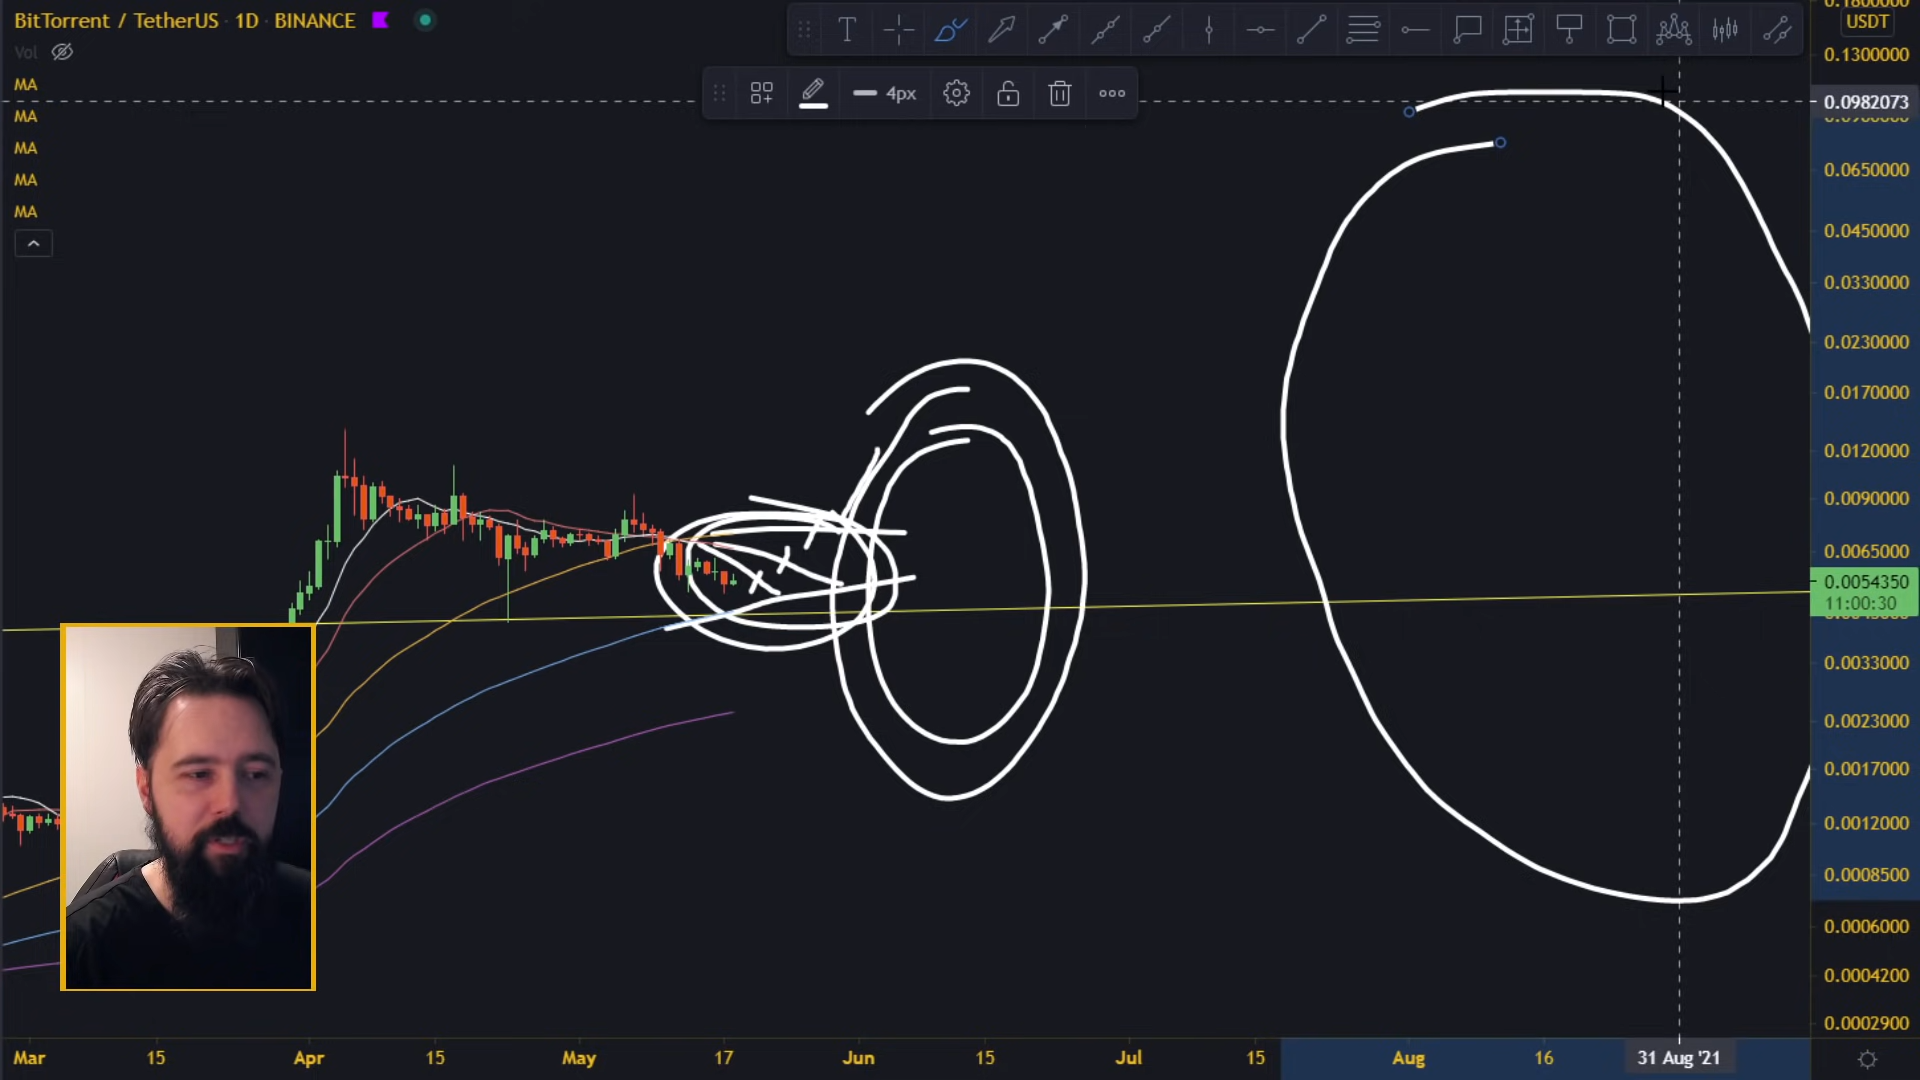 BitTorrent / TetherUS · 1D · BINANCE
Vol
MA
MA
MA
MA
MA
T
4px
USDT
0.1300000
0.0982073
0.0650000
0.0450000
0.0330000
0.0230000
0.0170000
0.0120000
0.0090000
0.0065000
0.0054350
11:00:30
0.0033000
0.0023000
0.0017000
0.0012000
0.0008500
0.0006000
0.0004200
0.0002900
Mar 15 Apr 15 May 17 Jun 15 Jul 15 Aug 16 31 Aug '21